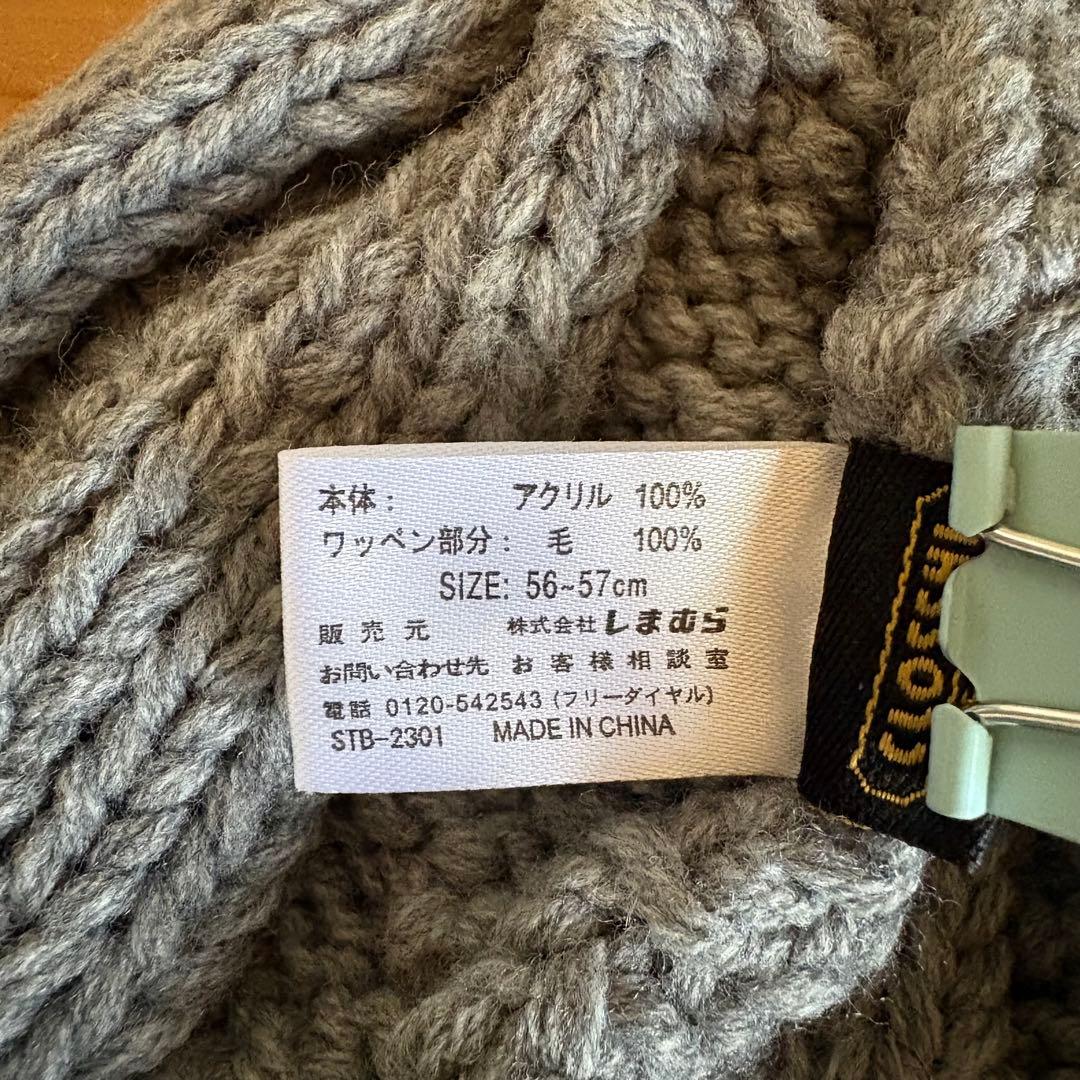 本体： アクリル 100%
ワッペン部分： 毛 100%
SIZE: 56~57cm
販売元 株式会社 しまむら
お問い合わせ先 お客様相談室
電話 0120-542543 (フリーダイヤル)
STB-2301 MADE IN CHINA